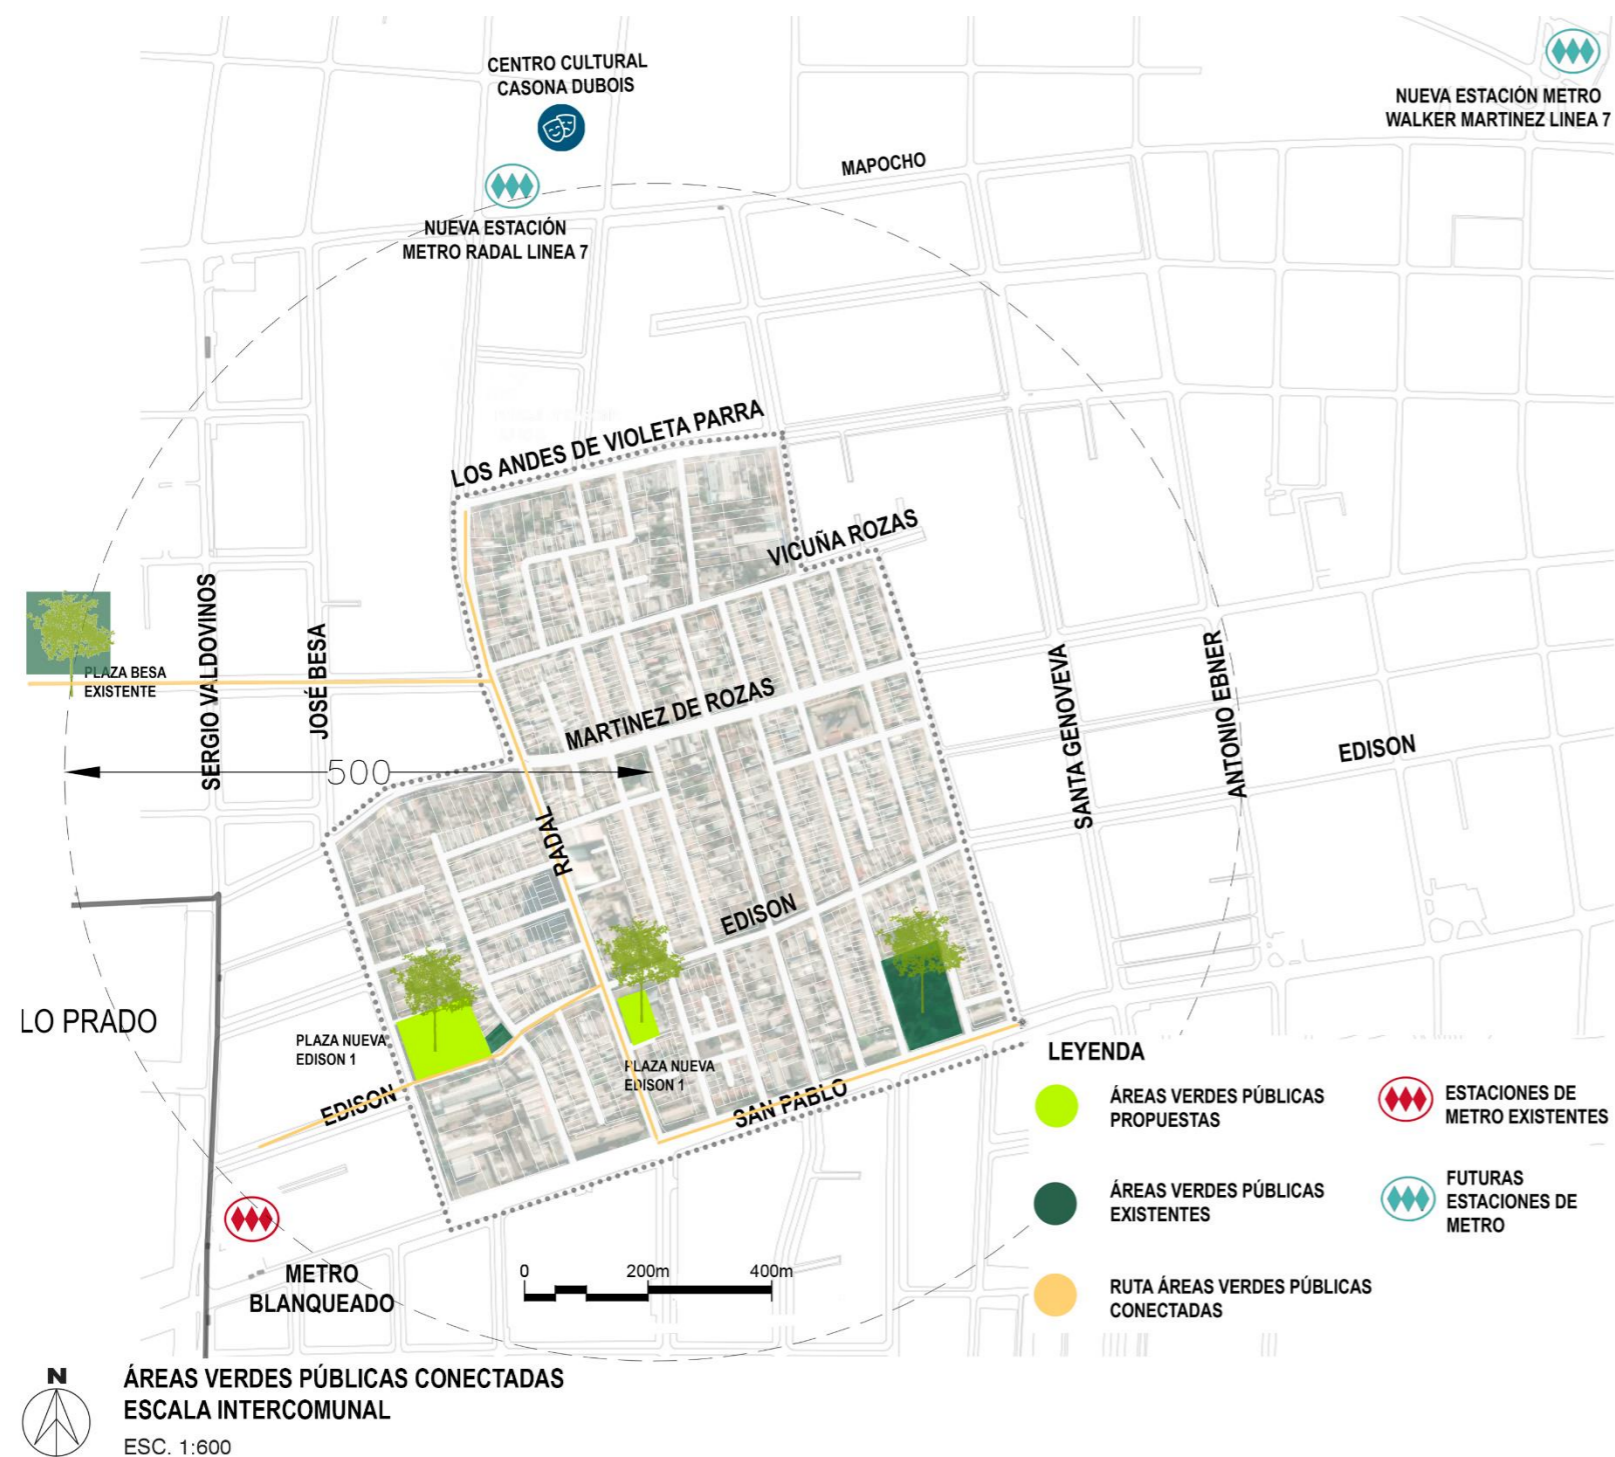 CENTRO CULTURAL
CASONA DUBOIS
NUEVA ESTACIÓN METRO
WALKER MARTINEZ LINEA 7
MAPOCHO
NUEVA ESTACIÓN
METRO RADAL LINEA 7
LOS ANDES DE VIOLETA PARRA
VICUÑA ROZAS
SERGIO VALDOVINOS
JOSÉ BESA
PLAZA BESA
EXISTENTE
MARTINEZ DE ROZAS
SANTA GENOVEVA
ANTONIO EBNER
EDISON
500
RADAL
EDISON
LO PRADO
PLAZA NUEVA
EDISON 1
PLAZA NUEVA
EDISON 1
EDISON
SAN PABLO
METRO
BLANQUEADO
0 200m 400m
LEYENDA
ÁREAS VERDES PÚBLICAS
PROPUESTAS
ÁREAS VERDES PÚBLICAS
EXISTENTES
RUTA ÁREAS VERDES PÚBLICAS
CONECTADAS
ESTACIONES DE
METRO EXISTENTES
FUTURAS
ESTACIONES DE
METRO
N
ÁREAS VERDES PÚBLICAS CONECTADAS
ESCALA INTERCOMUNAL
ESC. 1:600